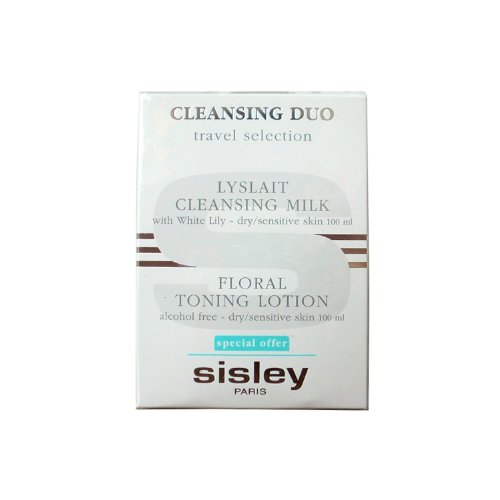 CLEANSING DUO
travel selection
LYSLAIT
CLEANSING MILK
with White Lily - dry/sensitive skin 100 ml
FLORAL
TONING LOTION
alcohol free - dry/sensitive skin 100 ml
special offer
sisley
PARIS